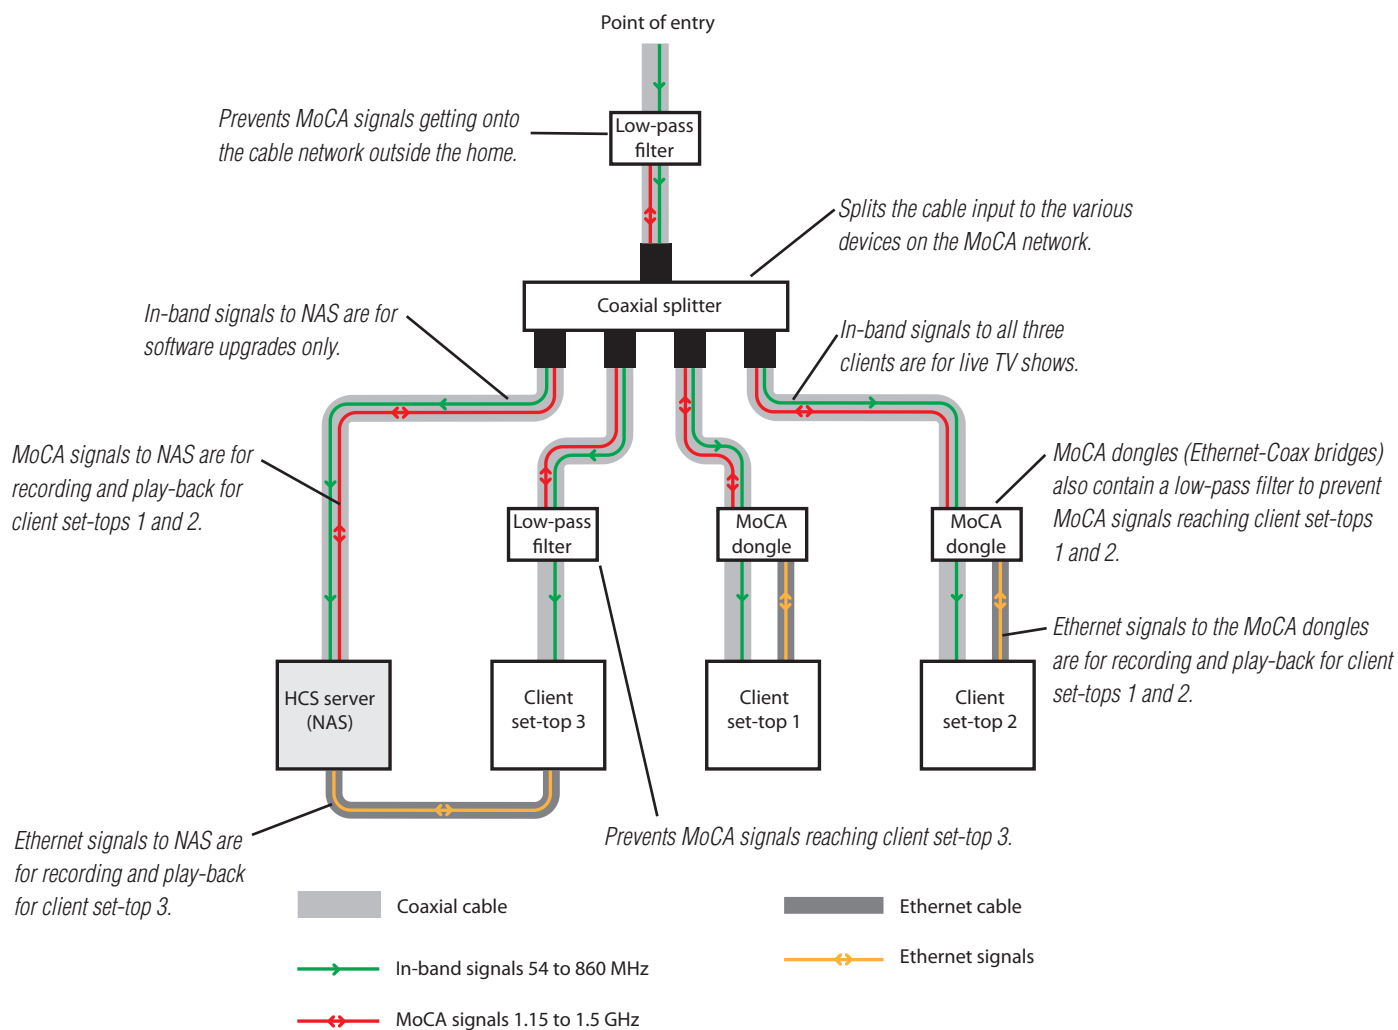 Point of entry
Prevents MoCA signals getting onto
the cable network outside the home.
Low-pass
filter
Splits the cable input to the various
devices on the MoCA network.
Coaxial splitter
In-band signals to NAS are for
software upgrades only.
In-band signals to all three
clients are for live TV shows.
MoCA signals to NAS are for
recording and play-back for
client set-tops 1 and 2.
MoCA dongles (Ethernet-Coax bridges)
also contain a low-pass filter to prevent
MoCA signals reaching client set-tops
1 and 2.
Low-pass
filter
MoCA
dongle
MoCA
dongle
Ethernet signals to the MoCA dongles
are for recording and play-back for client
set-tops 1 and 2.
HCS server
(NAS)
Client
set-top 3
Client
set-top 1
Client
set-top 2
Ethernet signals to NAS are
for recording and play-back
for client set-top 3.
Prevents MoCA signals reaching client set-top 3.
Coaxial cable
Ethernet cable
In-band signals 54 to 860 MHz
Ethernet signals
MoCA signals 1.15 to 1.5 GHz